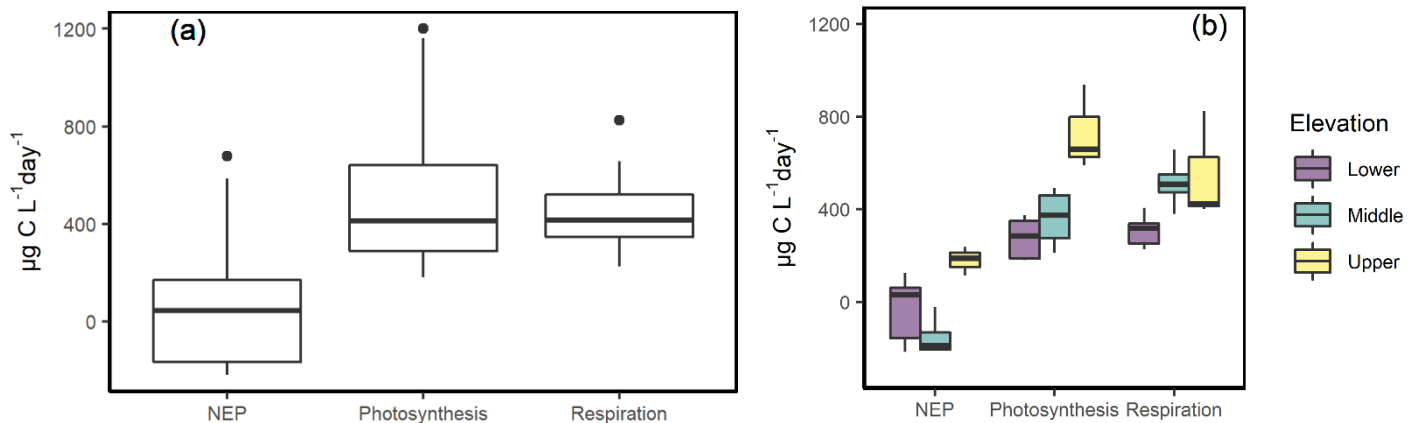 (a)
1200
800
400
0
µg C L⁻¹day⁻¹
NEP Photosynthesis Respiration
(b)
1200
800
400
0
µg C L⁻¹day⁻¹
NEP Photosynthesis Respiration
Elevation
Lower
Middle
Upper